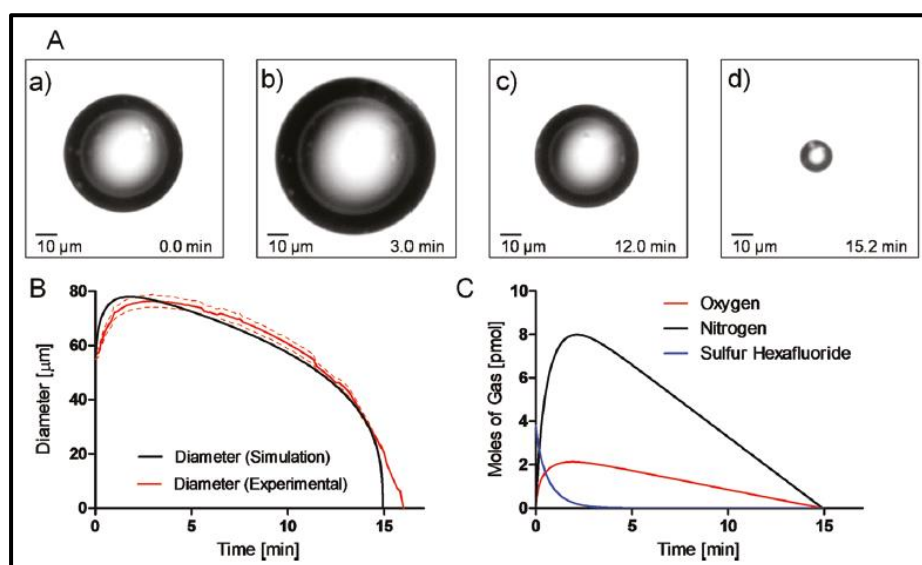 A
a)
b)
c)
d)
10 µm 0.0 min
10 µm 3.0 min
10 µm 12.0 min
10 µm 15.2 min
B
80
60
40
20
0
Diameter [µm]
Diameter (Simulation)
Diameter (Experimental)
0 5 10 15
Time [min]
C
10
8
6
4
2
0
Moles of Gas [pmol]
Oxygen
Nitrogen
Sulfur Hexafluoride
0 5 10 15
Time [min]